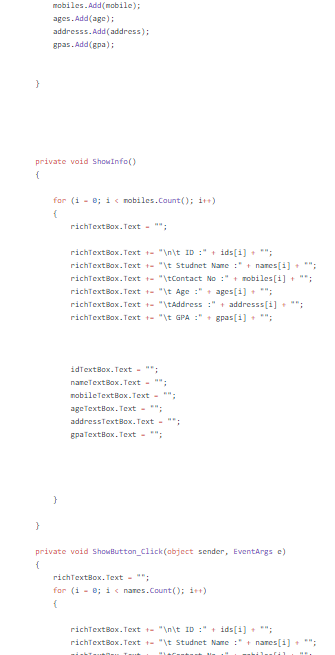 mobiles.Add(mobile);
ages.Add(age);
addresss.Add(address);
gpas.Add(gpa);
}
private void ShowInfo()
{
for (i = 0; i < mobiles.Count(); i++)
{
richTextBox.Text = "";
richTextBox.Text += "\n\t ID :" + ids[i] + "";
richTextBox.Text += "\t Studnet Name :" + names[i] + "";
richTextBox.Text += "\tContact No :" + mobiles[i] + "";
richTextBox.Text += "\t Age :" + ages[i] + "";
richTextBox.Text += "\tAddress :" + addresss[i] + "";
richTextBox.Text += "\t GPA :" + gpas[i] + "";
idTextBox.Text = "";
nameTextBox.Text = "";
mobileTextBox.Text = "";
ageTextBox.Text = "";
addressTextBox.Text = "";
gpaTextBox.Text = "";
}
}
private void ShowButton_Click(object sender, EventArgs e)
{
richTextBox.Text = "";
for (i = 0; i < names.Count(); i++)
{
richTextBox.Text += "\n\t ID :" + ids[i] + "";
richTextBox.Text += "\t Studnet Name :" + names[i] + "";